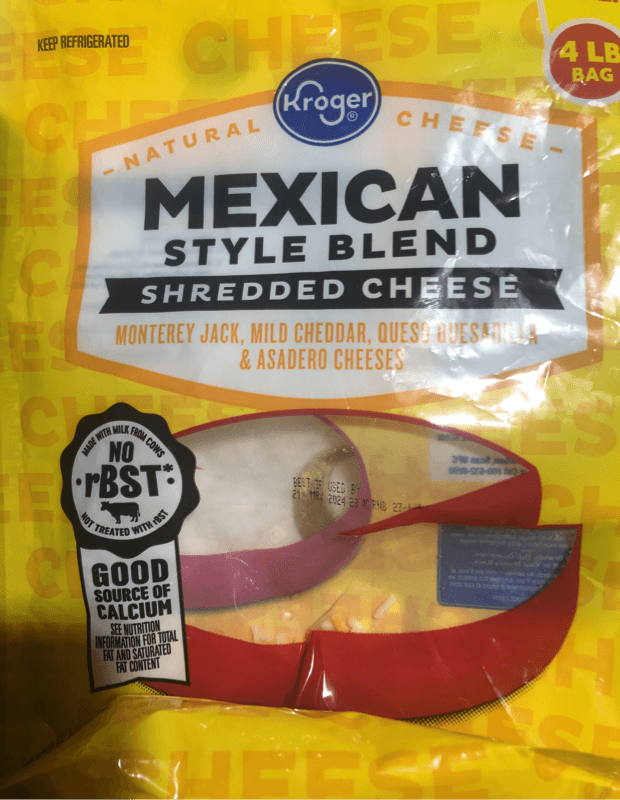 KEEP REFRIGERATED
4 LB
BAG
Kroger®
NATURAL CHEESE
MEXICAN
STYLE BLEND
SHREDDED CHEESE
MONTEREY JACK, MILD CHEDDAR, QUESO QUESADILLA
& ASADERO CHEESES
MADE WITH MILK FROM COWS
NO
rBST*
NOT TREATED WITH rBST
BEST IF USED BY
2024
GOOD
SOURCE OF
CALCIUM
SEE NUTRITION
INFORMATION FOR TOTAL
FAT AND SATURATED
FAT CONTENT
CHEESE